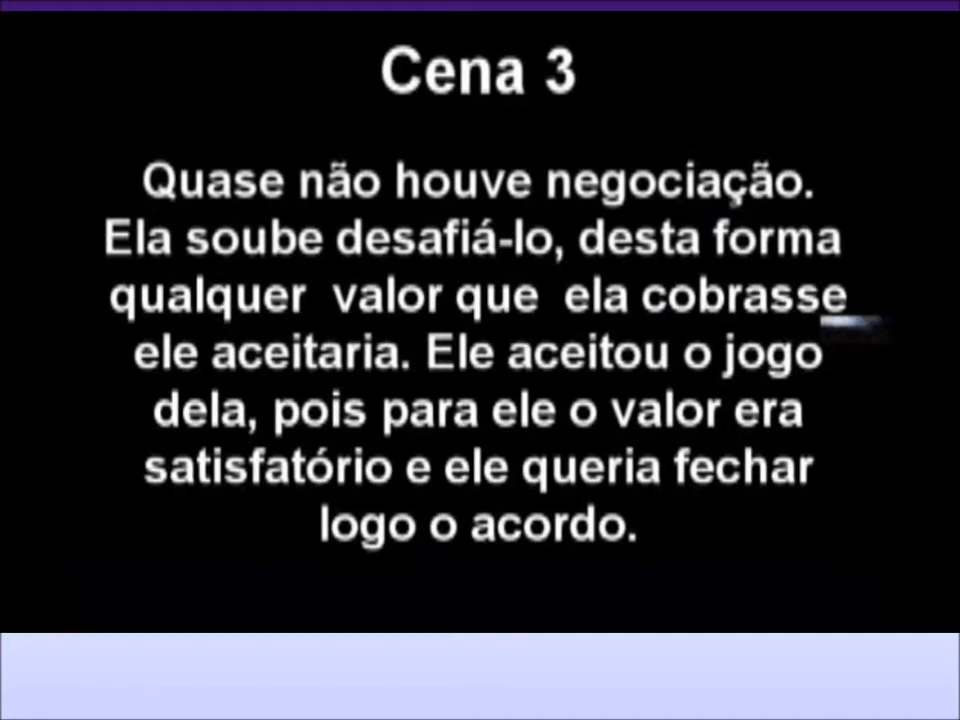 Cena 3
Quase não houve negociação.
Ela soube desafiá-lo, desta forma
qualquer valor que ela cobrasse
ele aceitaria. Ele aceitou o jogo
dela, pois para ele o valor era
satisfatório e ele queria fechar
logo o acordo.